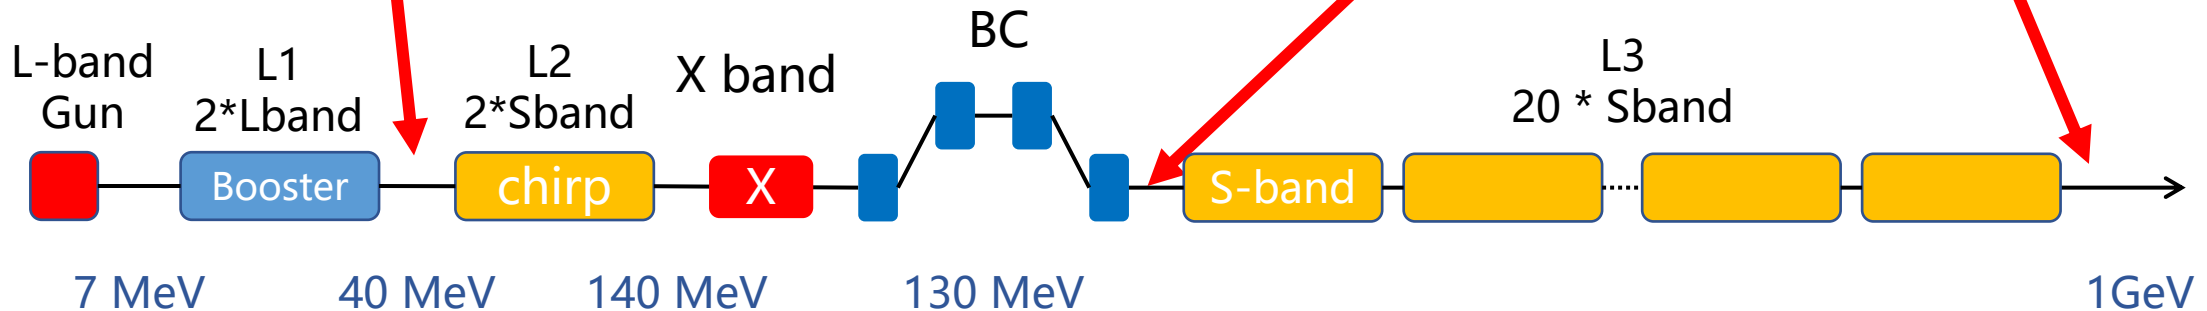 L-band
Gun
L1
2*Lband
L2
2*Sband
X band
BC
L3
20 * Sband
Booster
chirp
X
S-band
7 MeV
40 MeV
140 MeV
130 MeV
1GeV